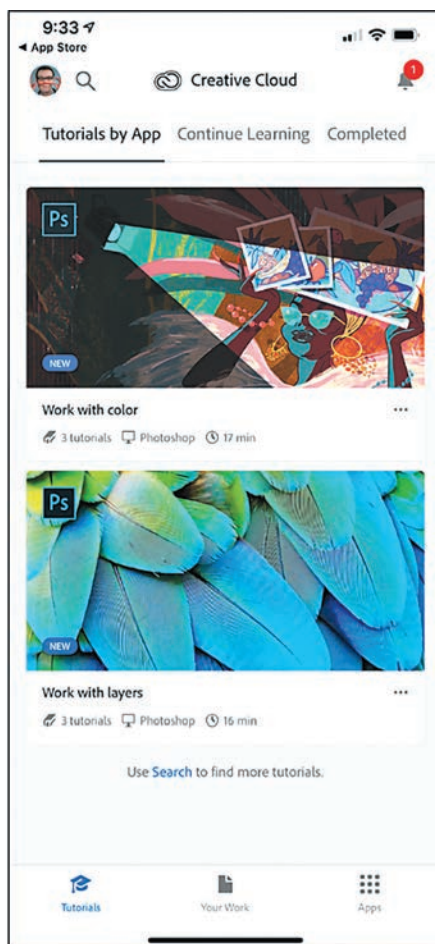 9:33
App Store
Creative Cloud
1
Tutorials by App Continue Learning Completed
Ps
NEW
Work with color ...
3 tutorials Photoshop 17 min
Ps
NEW
Work with layers ...
3 tutorials Photoshop 16 min
Use Search to find more tutorials.
Tutorials Your Work Apps